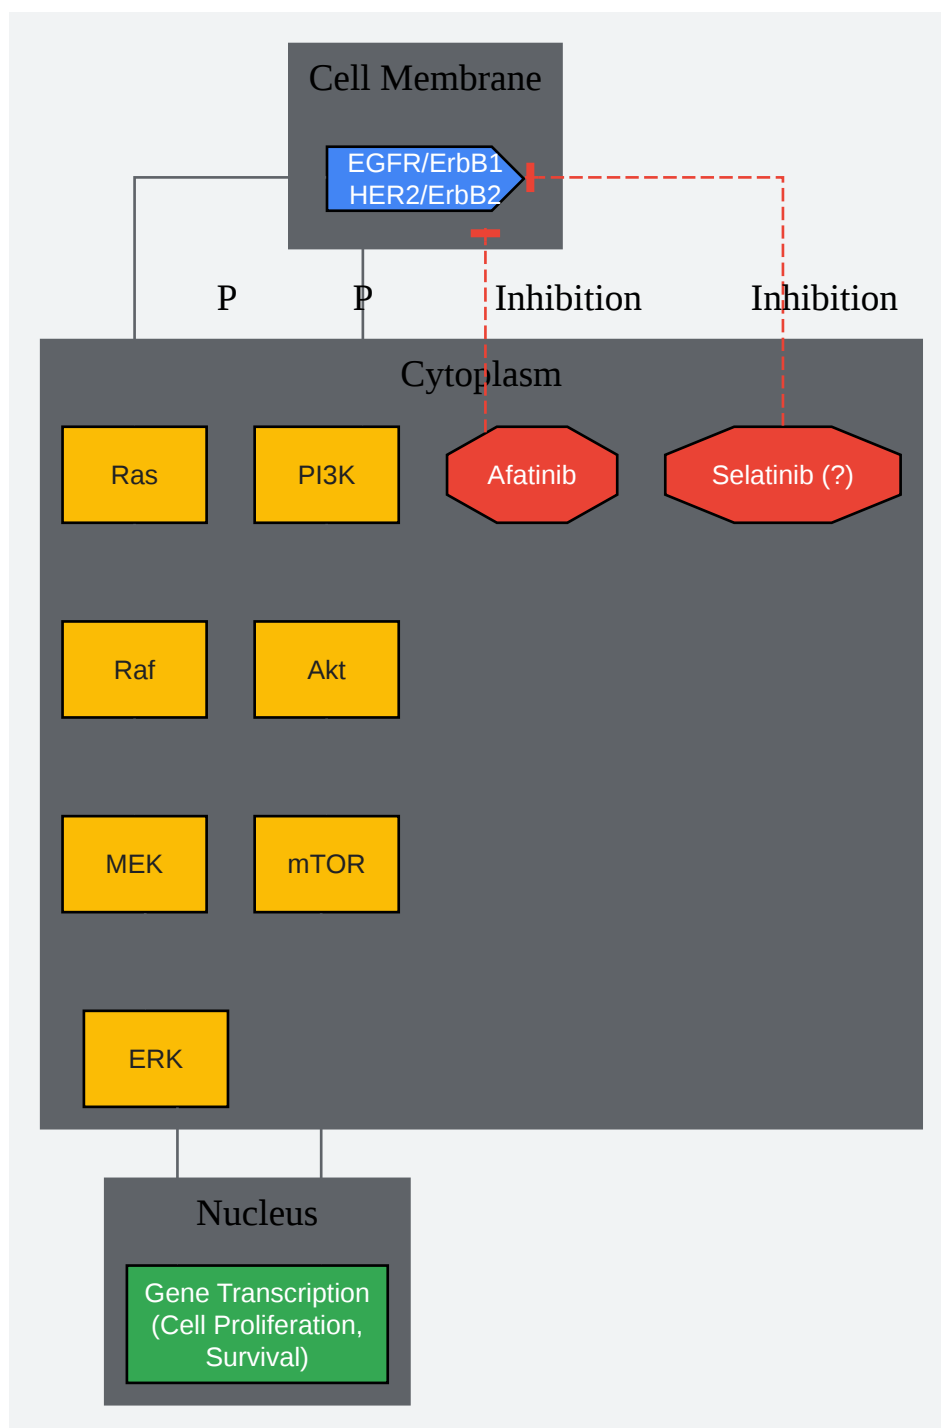 Cell Membrane
EGFR/ErbB1
HER2/ErbB2
P
P
Inhibition
Inhibition
Cytoplasm
Ras
PI3K
Afatinib
Selatinib (?)
Raf
Akt
MEK
mTOR
ERK
Nucleus
Gene Transcription
(Cell Proliferation,
Survival)